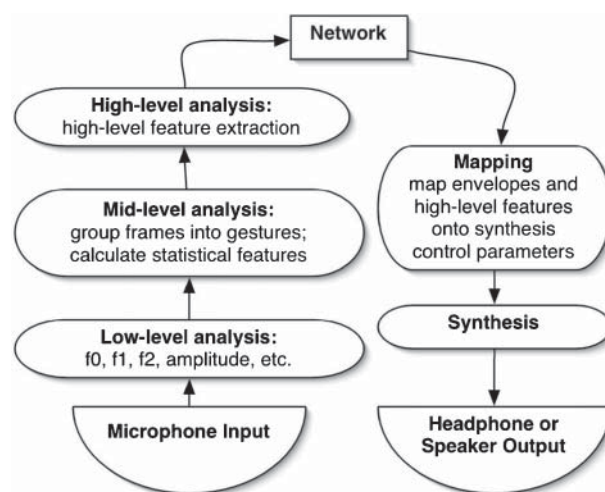 Network
High-level analysis:
high-level feature extraction
Mid-level analysis:
group frames into gestures;
calculate statistical features
Low-level analysis:
f0, f1, f2, amplitude, etc.
Microphone Input
Mapping
map envelopes and
high-level features
onto synthesis
control parameters
Synthesis
Headphone or
Speaker Output